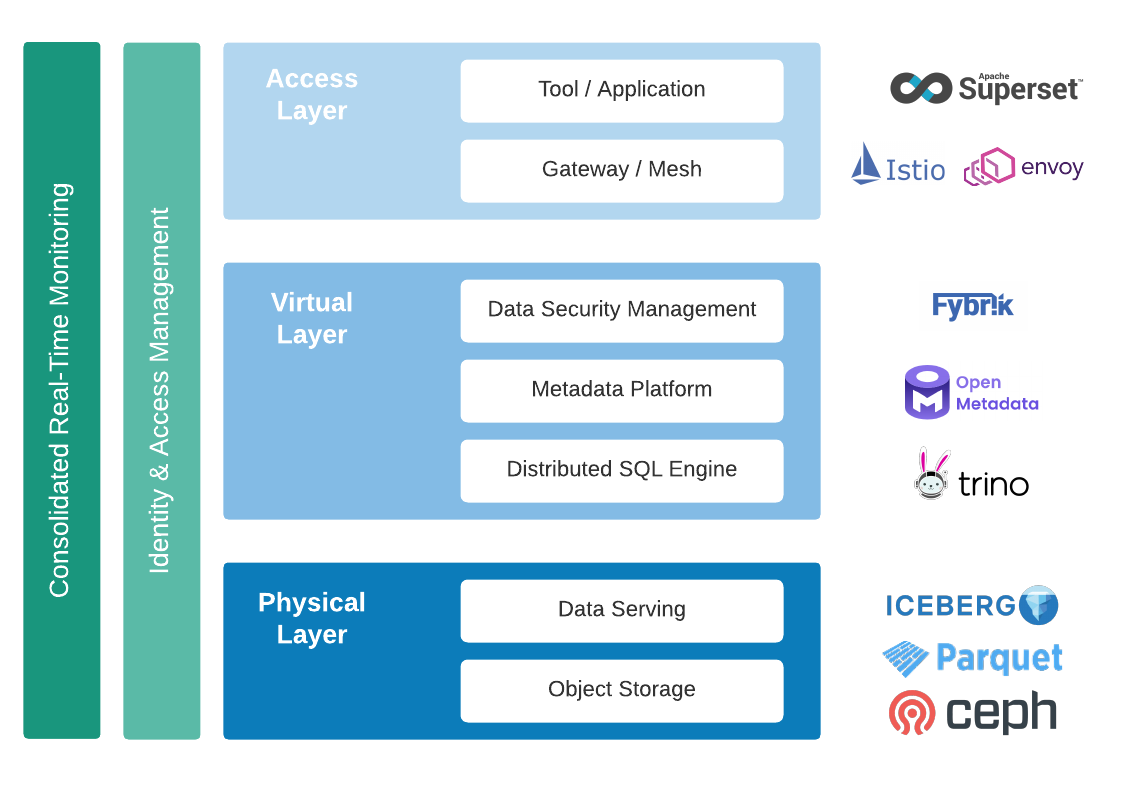 Consolidated Real-Time Monitoring
Identity & Access Management
Access
Layer
Tool / Application
Gateway / Mesh
Apache
Superset™
Istio
envoy
Virtual
Layer
Data Security Management
Metadata Platform
Distributed SQL Engine
Fybrik
Open
Metadata
trino
Physical
Layer
Data Serving
Object Storage
ICEBERG
Parquet
ceph